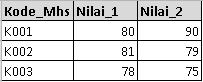 Kode_Mhs Nilai_1 Nilai_2
K001 80 90
K002 81 79
K003 78 75